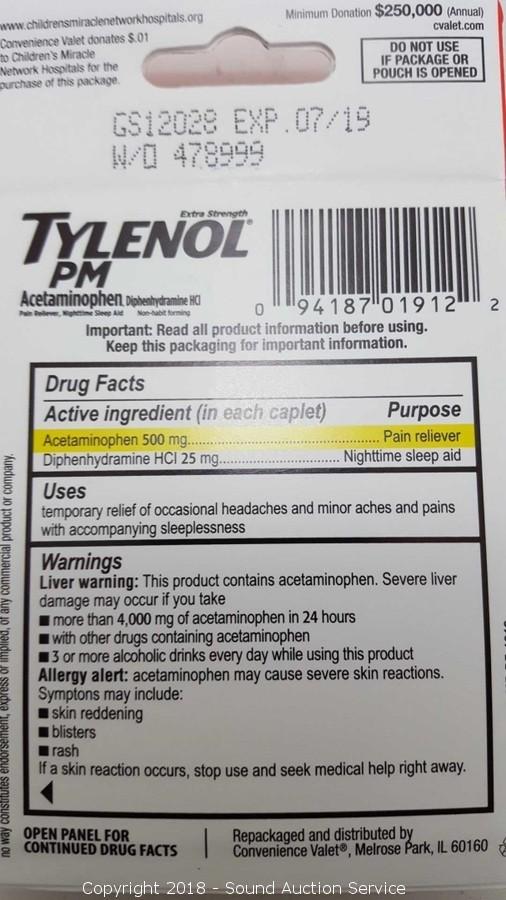 www.childrensmiraclenetworkhospitals.org
Minimum Donation $250,000 (Annual)
cvalet.com
Convenience Valet donates $.01
to Children's Miracle
Network Hospitals for the
purchase of this package.
DO NOT USE
IF PACKAGE OR
POUCH IS OPENED
GS12028 EXP.07/19
W/O 478999
Extra Strength
TYLENOL®
PM
Acetaminophen, Diphenhydramine HCl
Pain Reliever, Nighttime Sleep Aid Non-habit forming
0 94187 01912 2
Important: Read all product information before using.
Keep this packaging for important information.
Drug Facts
Active ingredient (in each caplet) Purpose
Acetaminophen 500 mg............................................ Pain reliever
Diphenhydramine HCl 25 mg............................ Nighttime sleep aid
Uses
temporary relief of occasional headaches and minor aches and pains
with accompanying sleeplessness
Warnings
Liver warning: This product contains acetaminophen. Severe liver
damage may occur if you take
■ more than 4,000 mg of acetaminophen in 24 hours
■ with other drugs containing acetaminophen
■ 3 or more alcoholic drinks every day while using this product
Allergy alert: acetaminophen may cause severe skin reactions.
Symptons may include:
■ skin reddening
■ blisters
■ rash
If a skin reaction occurs, stop use and seek medical help right away.
OPEN PANEL FOR
CONTINUED DRUG FACTS
Repackaged and distributed by
Convenience Valet®, Melrose Park, IL 60160
no way constitutes endorsement, express or implied, of any commercial product or company.
Copyright 2018 - Sound Auction Service